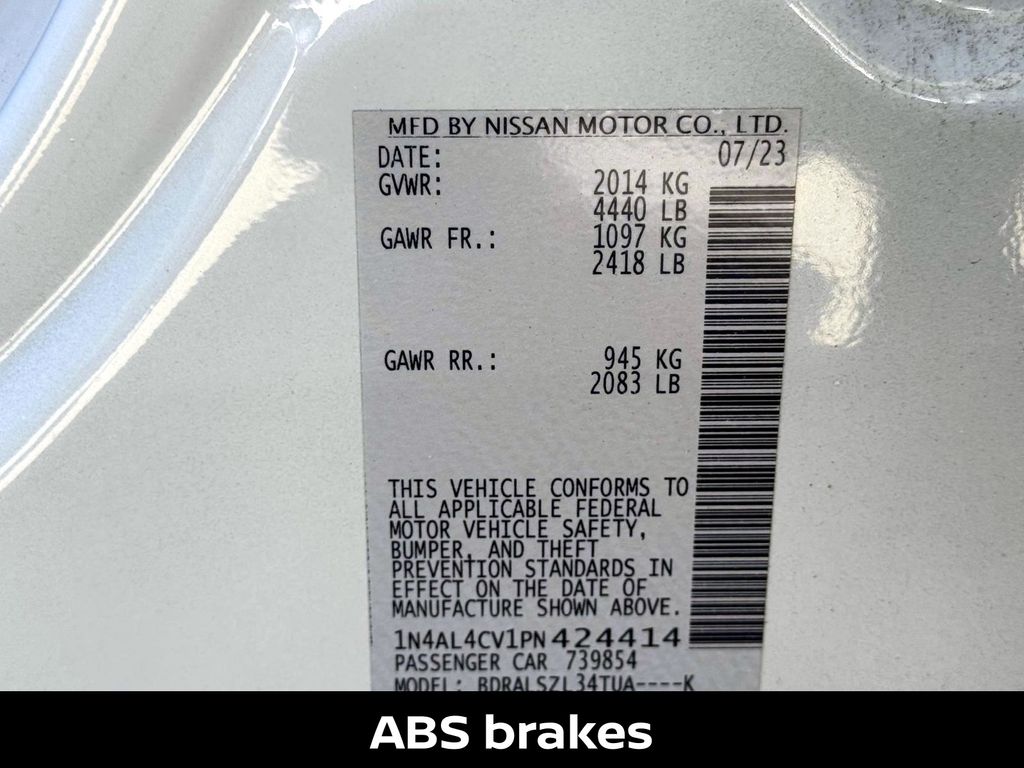 MFD BY NISSAN MOTOR CO., LTD.
DATE: 07/23
GVWR: 2014 KG
4440 LB
GAWR FR.: 1097 KG
2418 LB
GAWR RR.: 945 KG
2083 LB
THIS VEHICLE CONFORMS TO
ALL APPLICABLE FEDERAL
MOTOR VEHICLE SAFETY,
BUMPER, AND THEFT
PREVENTION STANDARDS IN
EFFECT ON THE DATE OF
MANUFACTURE SHOWN ABOVE.
1N4AL4CV1PN424414
PASSENGER CAR 739854
MODEL: BDRALSZL34TUA----K
ABS brakes